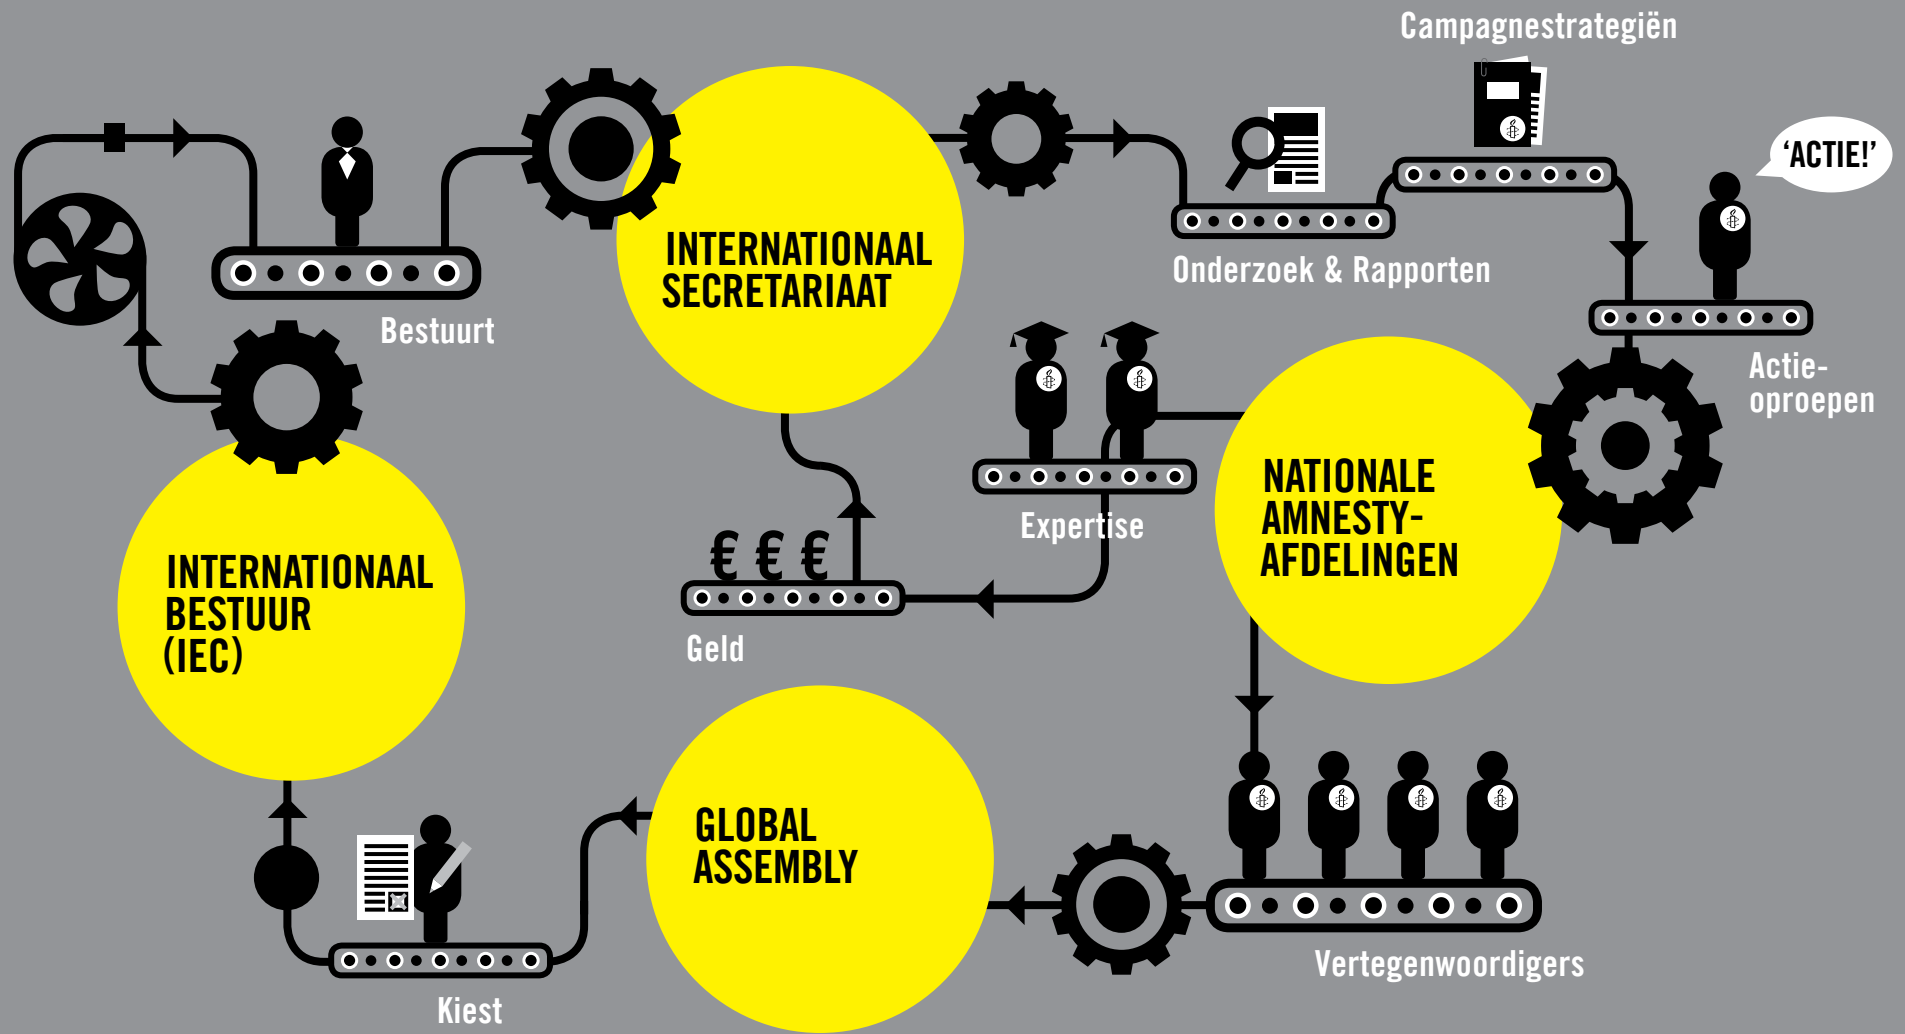 Campagnestrategiën
‘ACTIE!’
INTERNATIONAAL
SECRETARIAAT
Onderzoek & Rapporten
Bestuurt
Actie-
oproepen
NATIONALE
AMNESTY-
AFDELINGEN
Expertise
€ € €
Geld
INTERNATIONAAL
BESTUUR
(IEC)
GLOBAL
ASSEMBLY
Vertegenwoordigers
Kiest